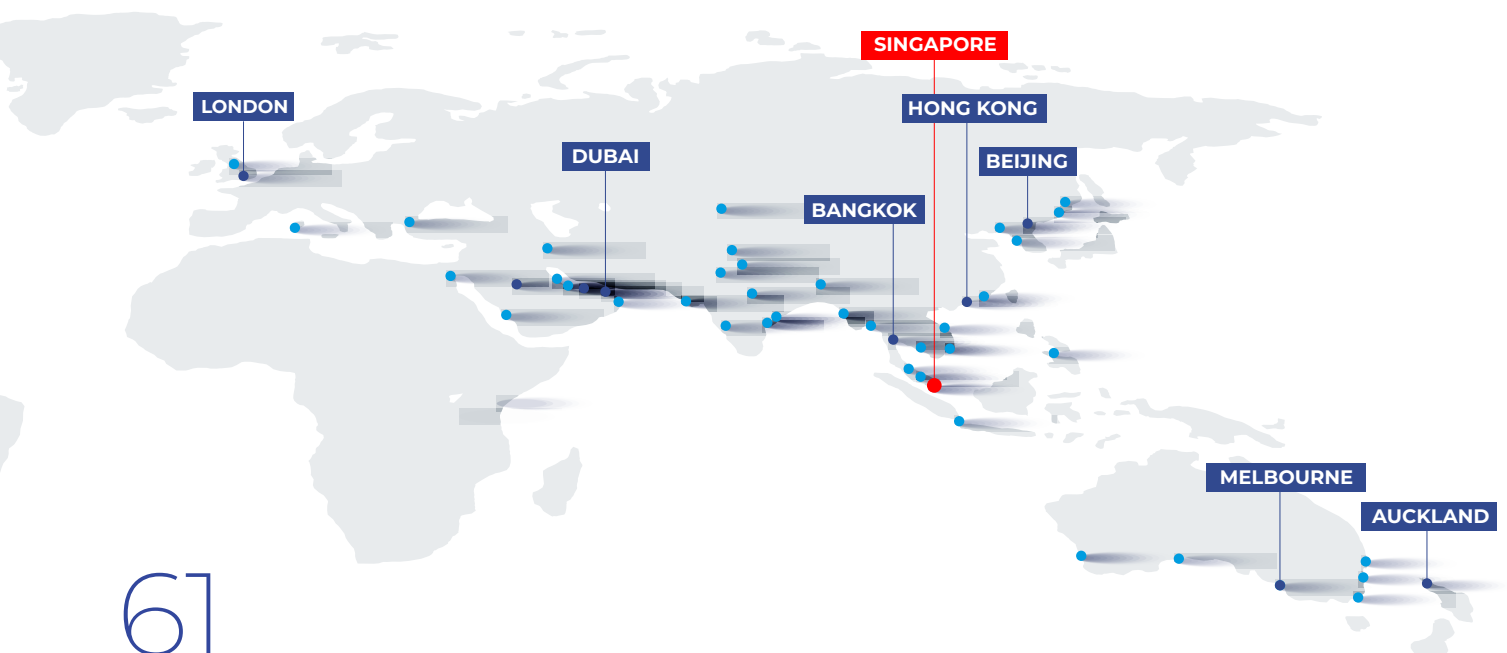 SINGAPORE
LONDON
HONG KONG
DUBAI
BEIJING
BANGKOK
MELBOURNE
AUCKLAND
61